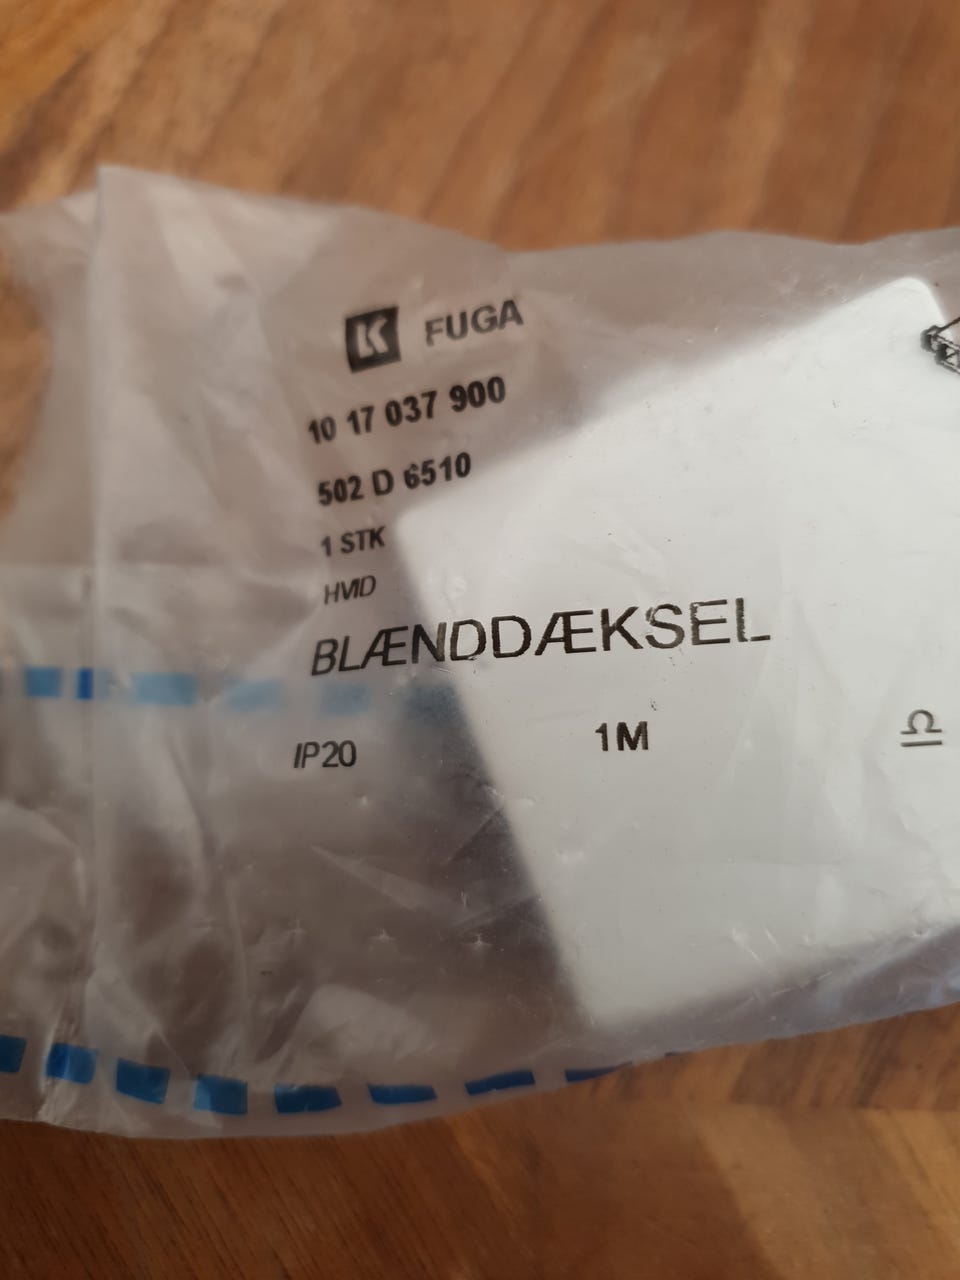 K FUGA
10 17 037 900
502 D 6510
1 STK
HVID
BLÆNDDÆKSEL
IP20 1M